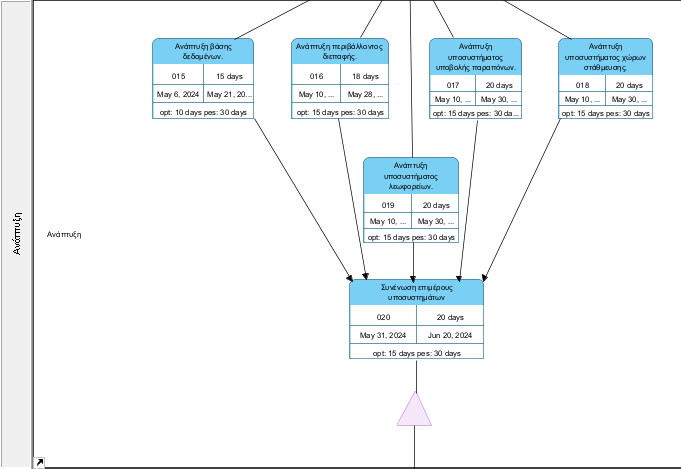 Ανάπτυξη βάσης
δεδομένων.
015 15 days
May 6, 2024 May 21, 20...
opt: 10 days pes: 30 days
Ανάπτυξη περιβάλλοντος
διεπαφής.
016 18 days
May 10, ... May 28, ...
opt: 15 days pes: 30 days
Ανάπτυξη
υποσυστήματος
υποβολής παραπόνων.
017 20 days
May 10, ... May 30, ...
opt: 15 days pes: 30 da...
Ανάπτυξη
υποσυστήματος χώρων
στάθμευσης.
018 20 days
May 10, ... May 30, ...
opt: 15 days pes: 30 days
Ανάπτυξη
υποσυστήματος
λεωφορείων.
019 20 days
May 10, ... May 30, ...
opt: 15 days pes: 30 days
Ανάπτυξη
Ανάπτυξη
Συνένωση επιμέρους
υποσυστημάτων
020 20 days
May 31, 2024 Jun 20, 2024
opt: 15 days pes: 30 days